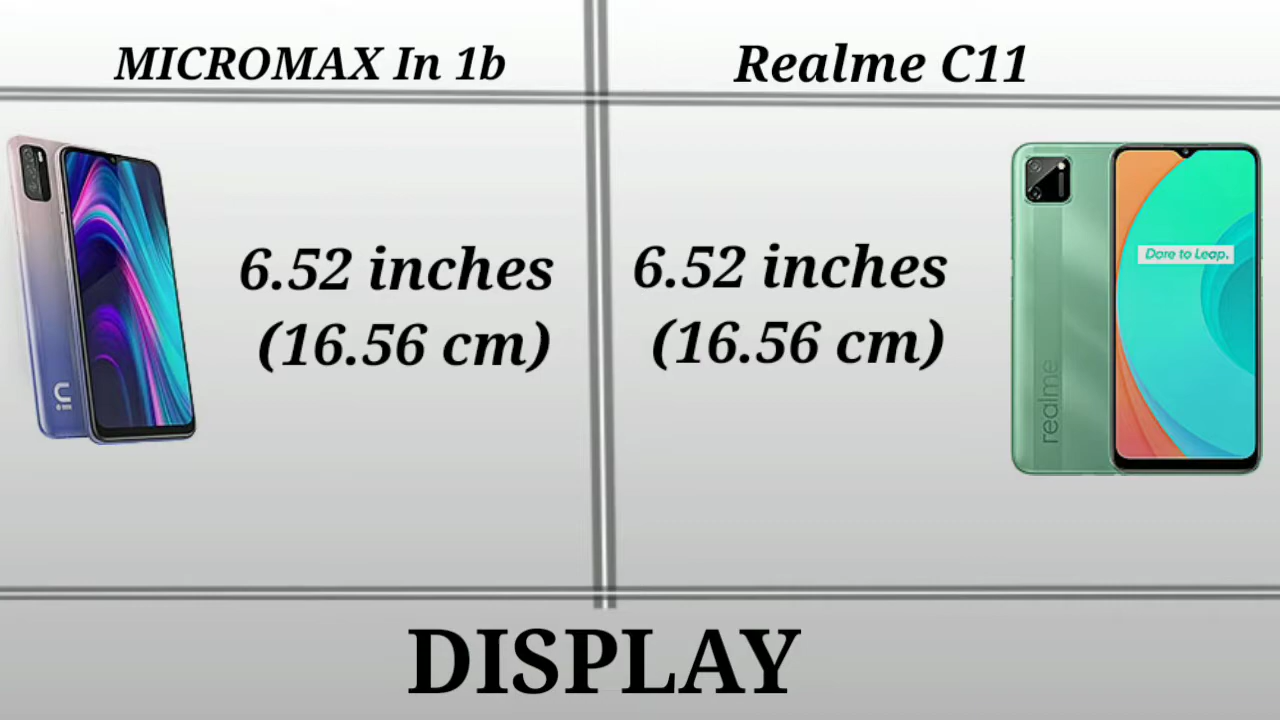 MICROMAX In 1b
Realme C11
6.52 inches
(16.56 cm)
6.52 inches
(16.56 cm)
in
realme
Dare to Leap.
DISPLAY